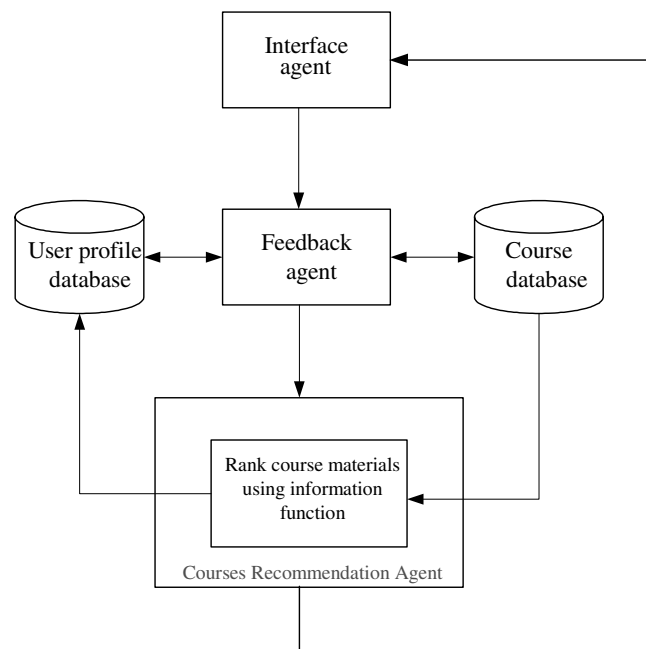 Interface
agent
User profile
database
Feedback
agent
Course
database
Rank course materials
using information
function
Courses Recommendation Agent